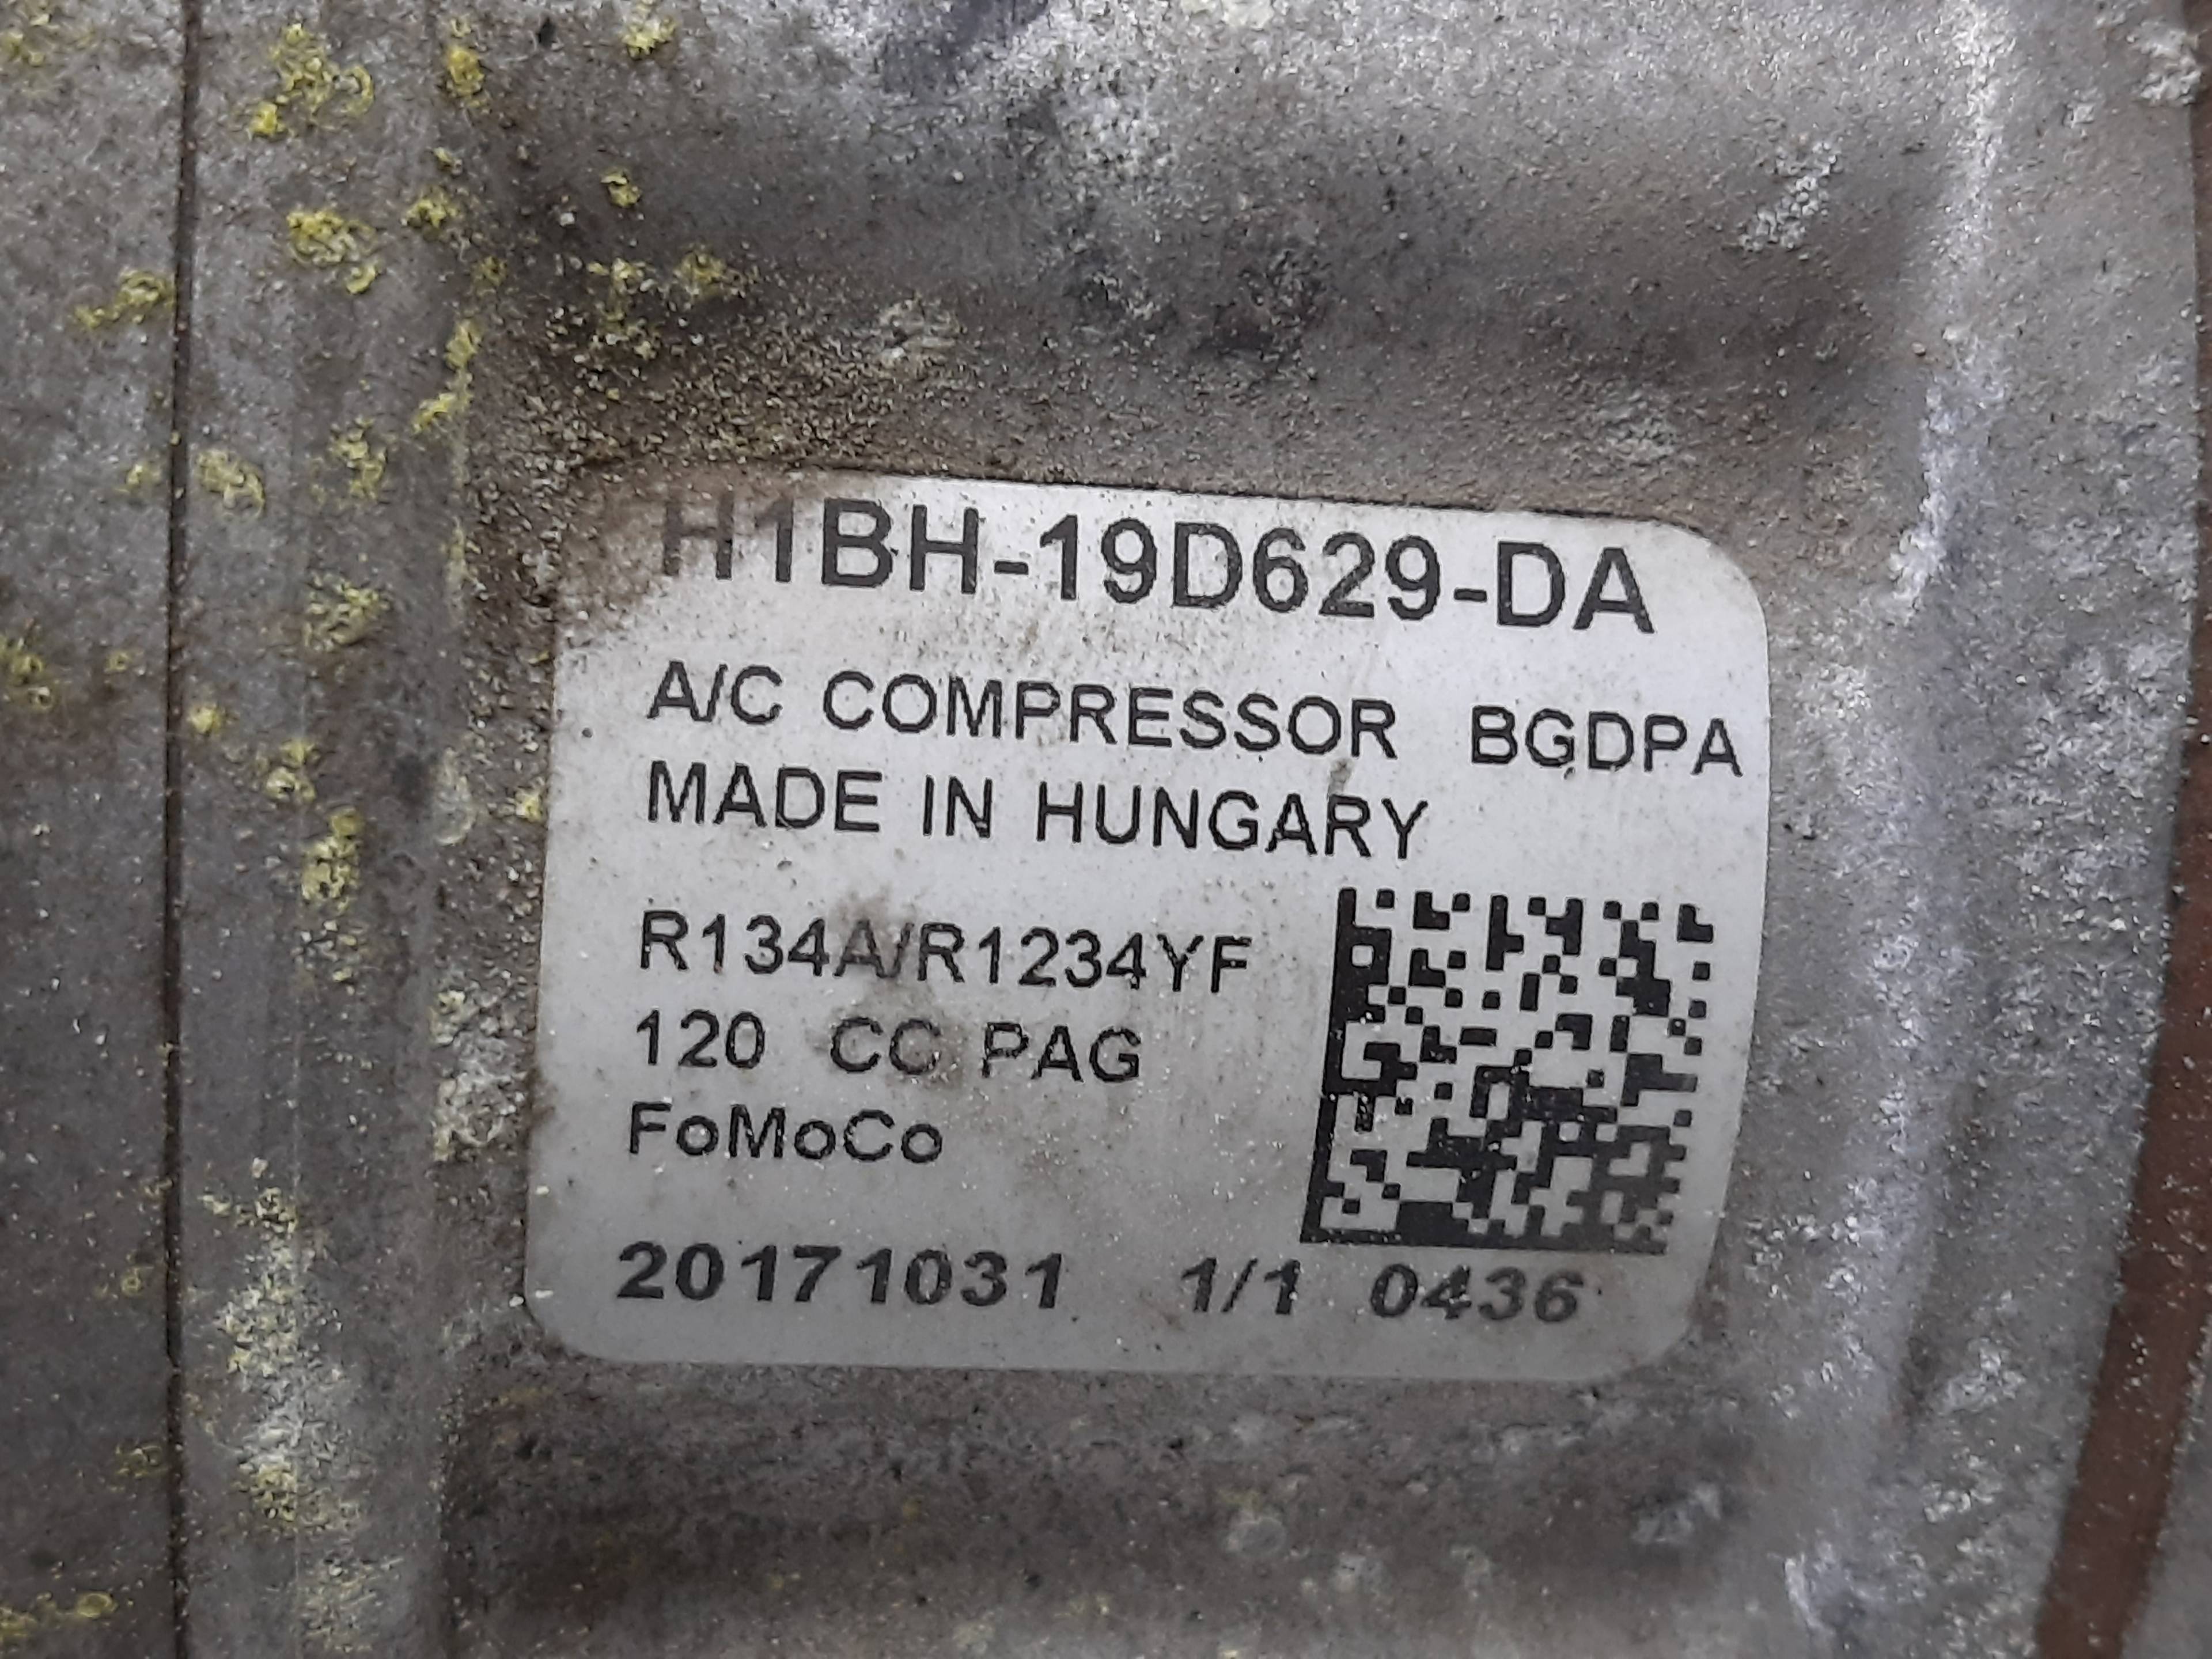 H1BH-19D629-DA
A/C COMPRESSOR BGDPA
MADE IN HUNGARY
R134A/R1234YF
120 CC PAG
FoMoCo
20171031 1/1 0436